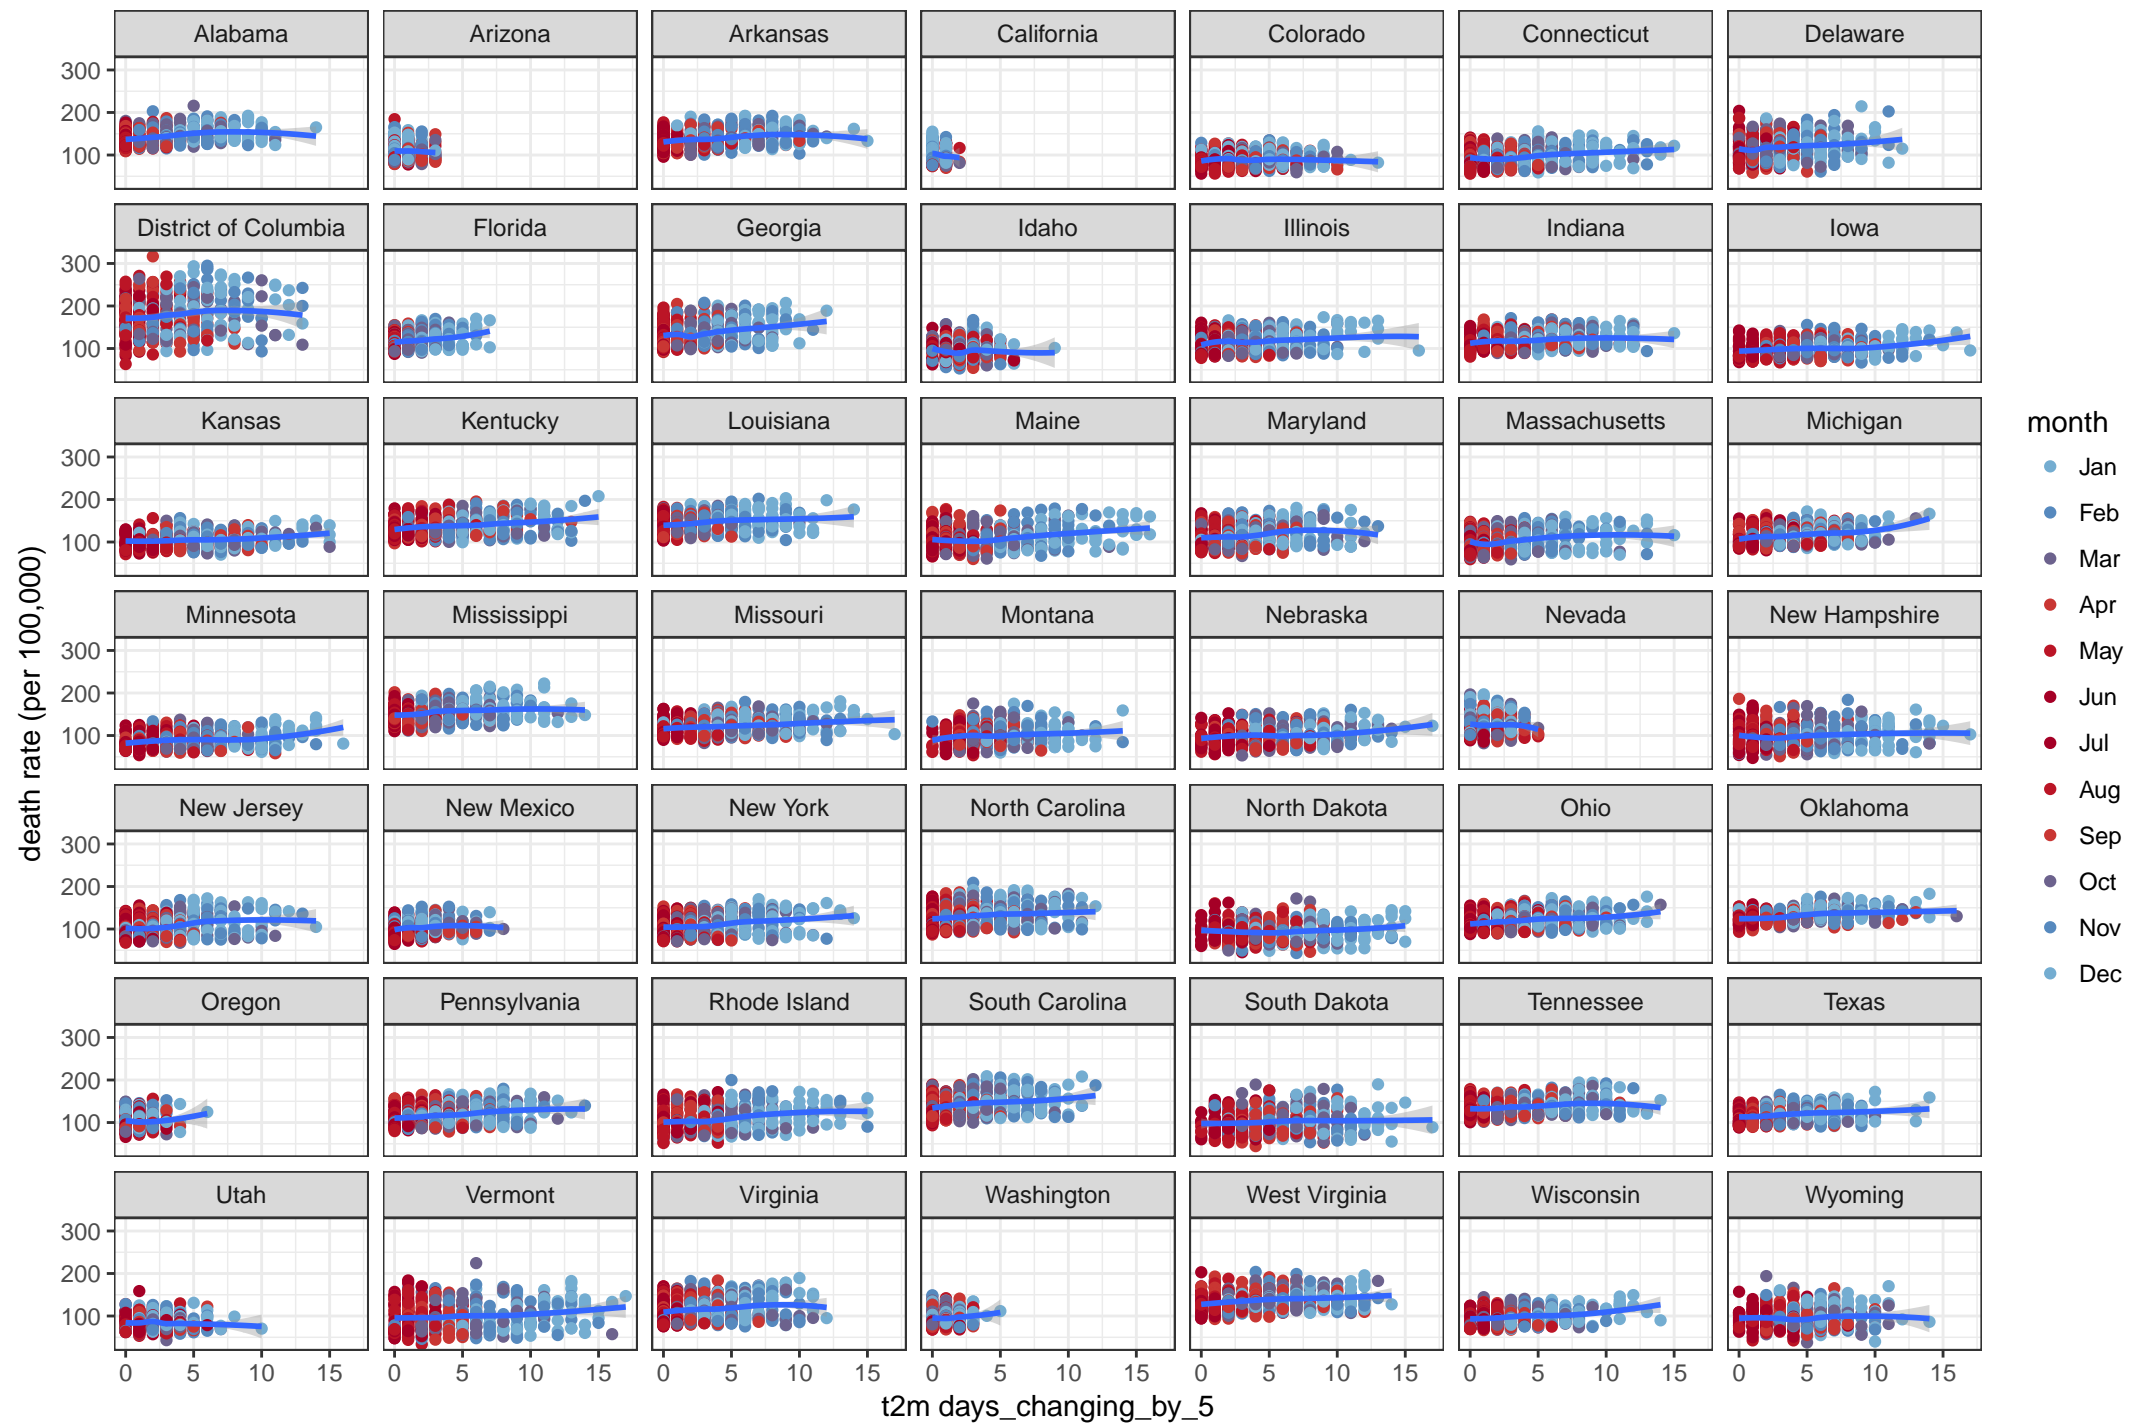 Alabama Arizona Arkansas California Colorado Connecticut Delaware
300
200
100
District of Columbia Florida Georgia Idaho Illinois Indiana Iowa
300
200
100
Kansas Kentucky Louisiana Maine Maryland Massachusetts Michigan
300
200
100
Minnesota Mississippi Missouri Montana Nebraska Nevada New Hampshire
300
200
100
New Jersey New Mexico New York North Carolina North Dakota Ohio Oklahoma
300
200
100
Oregon Pennsylvania Rhode Island South Carolina South Dakota Tennessee Texas
300
200
100
Utah Vermont Virginia Washington West Virginia Wisconsin Wyoming
300
200
100
0 5 10 15 0 5 10 15 0 5 10 15 0 5 10 15 0 5 10 15 0 5 10 15 0 5 10 15
t2m days_changing_by_5
death rate (per 100,000)
month
Jan
Feb
Mar
Apr
May
Jun
Jul
Aug
Sep
Oct
Nov
Dec